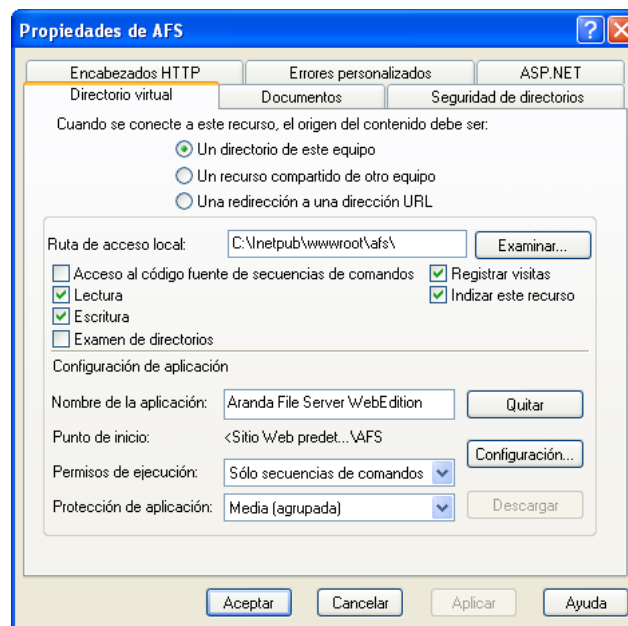 Propiedades de AFS
Encabezados HTTP Errores personalizados ASP.NET
Directorio virtual Documentos Seguridad de directorios
Cuando se conecte a este recurso, el origen del contenido debe ser:
Un directorio de este equipo
Un recurso compartido de otro equipo
Una redirección a una dirección URL
Ruta de acceso local: C:\Inetpub\wwwroot\afs\ Examinar...
Acceso al código fuente de secuencias de comandos Registrar visitas
Lectura Indizar este recurso
Escritura
Examen de directorios
Configuración de aplicación
Nombre de la aplicación: Aranda File Server WebEdition Quitar
Punto de inicio: <Sitio Web predet...\AFS
Configuración...
Permisos de ejecución: Sólo secuencias de comandos
Protección de aplicación: Media (agrupada) Descargar
Aceptar Cancelar Aplicar Ayuda